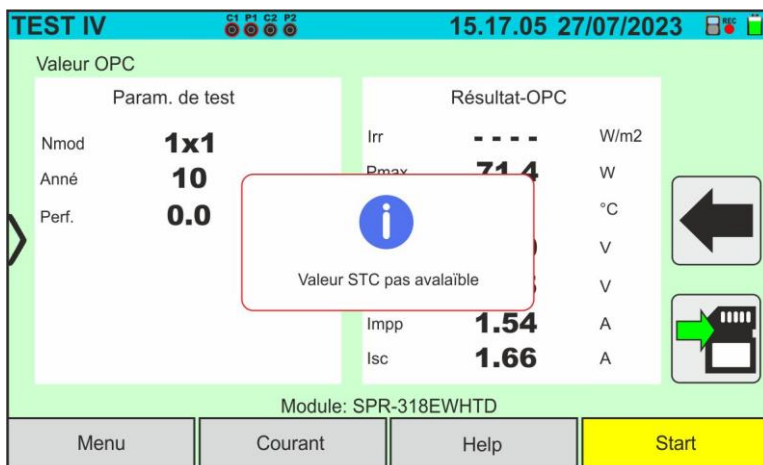 TEST IV C1 P1 C2 P2 15.17.05 27/07/2023 REC
Valeur OPC
Param. de test
Nmod 1x1
Anné 10
Perf. 0.0
Résultat-OPC
Irr - - - - W/m2
Pmax 71.4 W
°C
V
V
Impp 1.54 A
Isc 1.66 A
i
Valeur STC pas avalaïble
Module: SPR-318EWHTD
Menu Courant Help Start